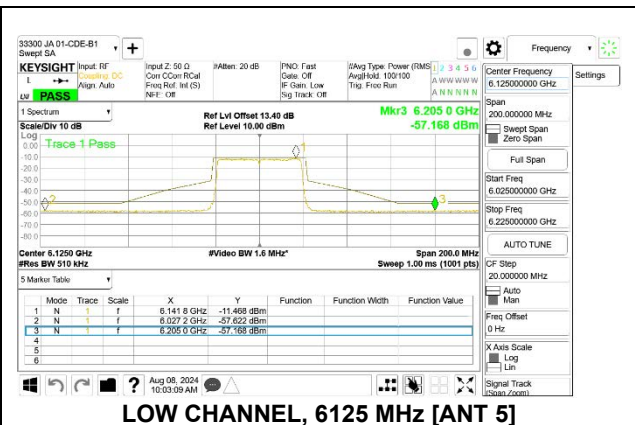 33300 JA 01-CDE-B1
Swept SA
Frequency
KEYSIGHT
Input: RF
Coupling: DC
Align: Auto
Input Z: 50 Ω
Corr CCorr RCal
Freq Ref: Int (S)
NFE: Off
#Atten: 20 dB
PNO: Fast
Gate: Off
IF Gain: Low
Sig Track: Off
#Avg Type: Power (RMS)
Avg|Hold: 100/100
Trig: Free Run
1 2 3 4 5 6
A W W W W W
A N N N N N
PASS
Settings
Center Frequency
6.125000000 GHz
Span
200.000000 MHz
Swept Span
Zero Span
Full Span
Start Freq
6.025000000 GHz
Stop Freq
6.225000000 GHz
AUTO TUNE
CF Step
20.000000 MHz
Auto
Man
Freq Offset
0 Hz
X Axis Scale
Log
Lin
Signal Track
(Span Zoom)
1 Spectrum
Scale/Div 10 dB
Ref Lvl Offset 13.40 dB
Ref Level 10.00 dBm
Mkr3 6.205 0 GHz
-57.168 dBm
Log
Trace 1 Pass
0.00
-10.0
-20.0
-30.0
-40.0
-50.0
-60.0
-70.0
-80.0
1
2
3
Center 6.1250 GHz
#Res BW 510 kHz
#Video BW 1.6 MHz*
Span 200.0 MHz
Sweep 1.00 ms (1001 pts)
5 Marker Table
Mode Trace Scale X Y Function Function Width Function Value
1 N 1 f 6.141 8 GHz -11.468 dBm
2 N 1 f 6.027 2 GHz -57.622 dBm
3 N 1 f 6.205 0 GHz -57.168 dBm
4
5
6
Aug 08, 2024
10:03:09 AM
LOW CHANNEL, 6125 MHz [ANT 5]